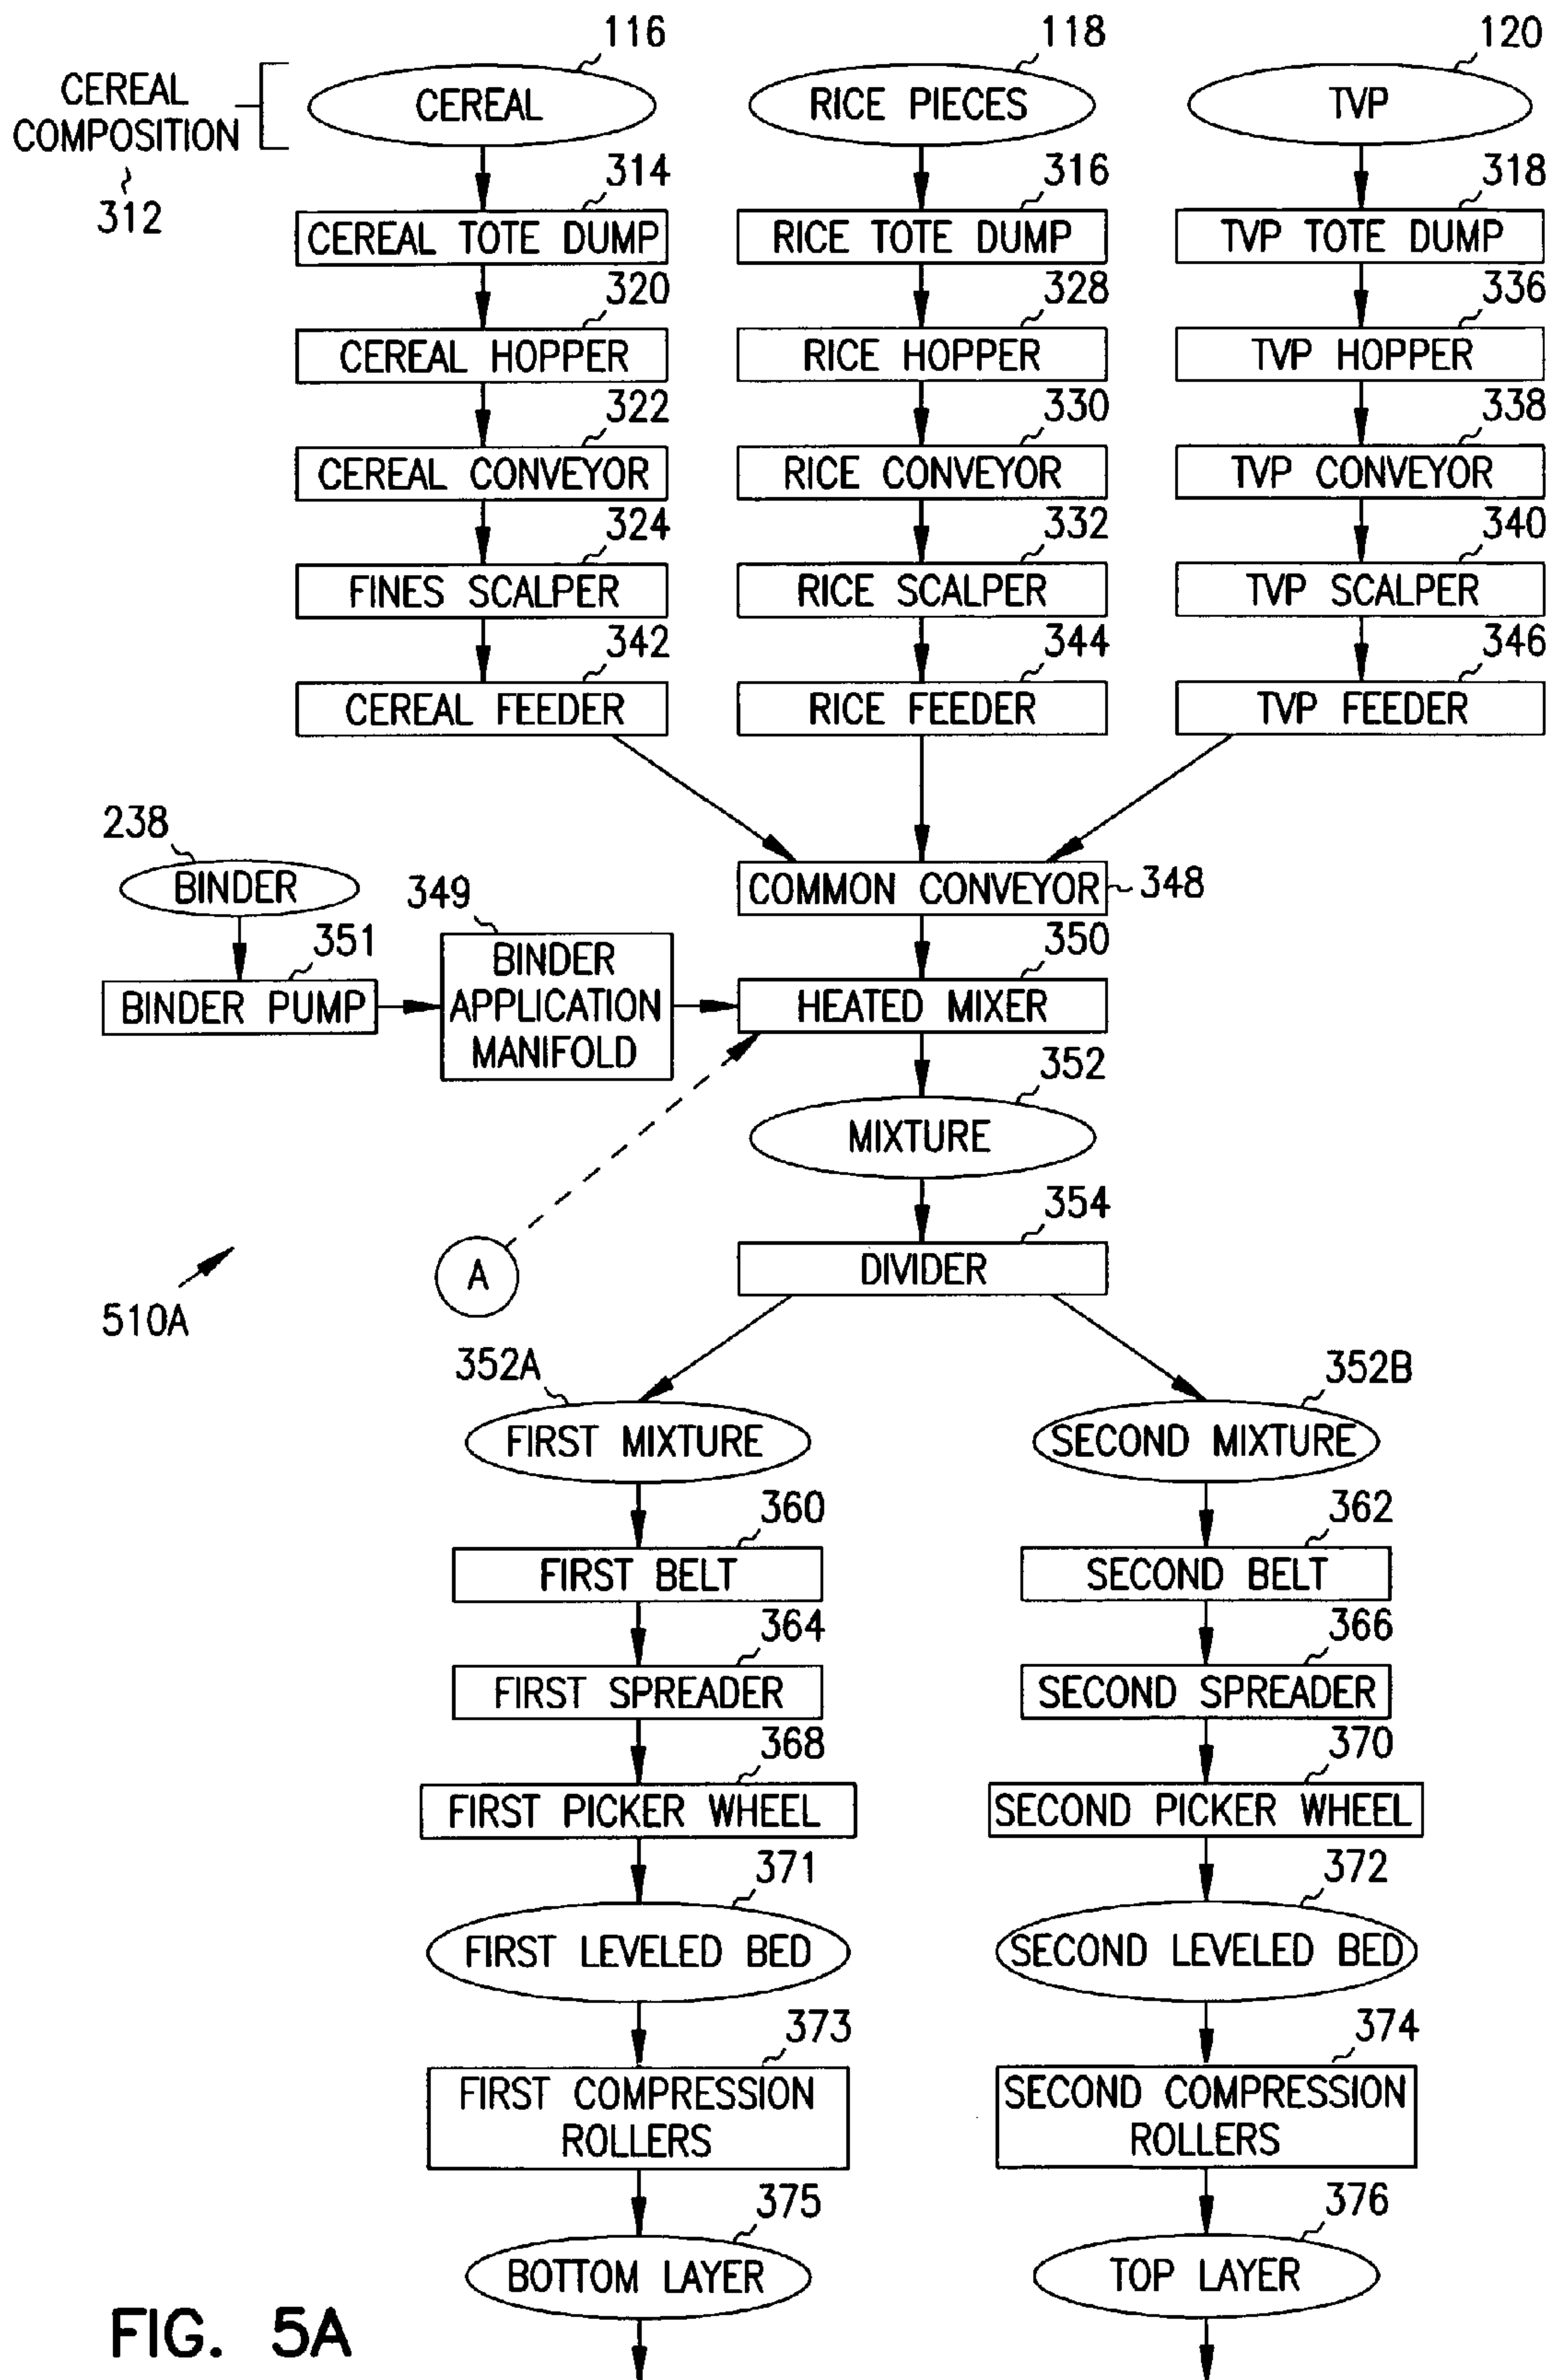 116
118
120
CEREAL
COMPOSITION
312
CEREAL
RICE PIECES
TVP
314
316
318
CEREAL TOTE DUMP
RICE TOTE DUMP
TVP TOTE DUMP
320
328
336
CEREAL HOPPER
RICE HOPPER
TVP HOPPER
322
330
338
CEREAL CONVEYOR
RICE CONVEYOR
TVP CONVEYOR
324
332
340
FINES SCALPER
RICE SCALPER
TVP SCALPER
342
344
346
CEREAL FEEDER
RICE FEEDER
TVP FEEDER
238
BINDER
349
COMMON CONVEYOR
348
351
350
BINDER PUMP
BINDER
APPLICATION
MANIFOLD
HEATED MIXER
352
MIXTURE
354
A
DIVIDER
510A
352A
352B
FIRST MIXTURE
SECOND MIXTURE
360
362
FIRST BELT
SECOND BELT
364
366
FIRST SPREADER
SECOND SPREADER
368
370
FIRST PICKER WHEEL
SECOND PICKER WHEEL
371
372
FIRST LEVELED BED
SECOND LEVELED BED
373
374
FIRST COMPRESSION
ROLLERS
SECOND COMPRESSION
ROLLERS
375
376
BOTTOM LAYER
TOP LAYER
FIG. 5A